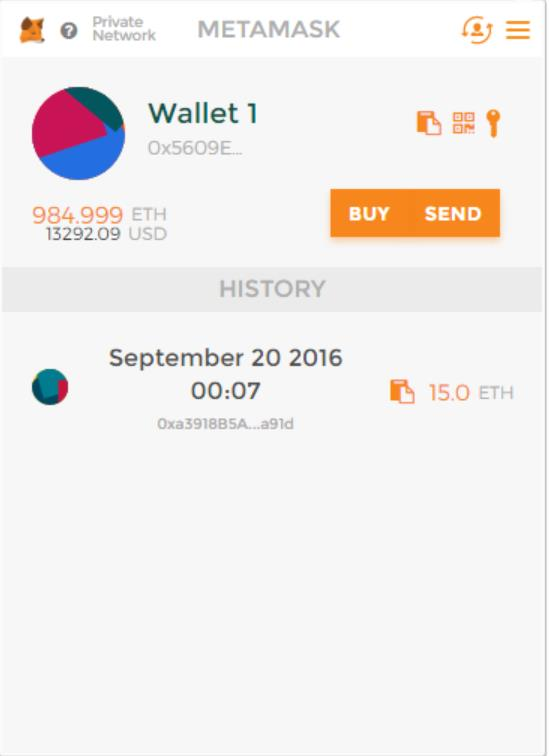 Private
Network
METAMASK
Wallet 1
0x5609E...
984.999 ETH
13292.09 USD
BUY
SEND
HISTORY
September 20 2016
00:07
0xa3918B5A...a91d
15.0 ETH